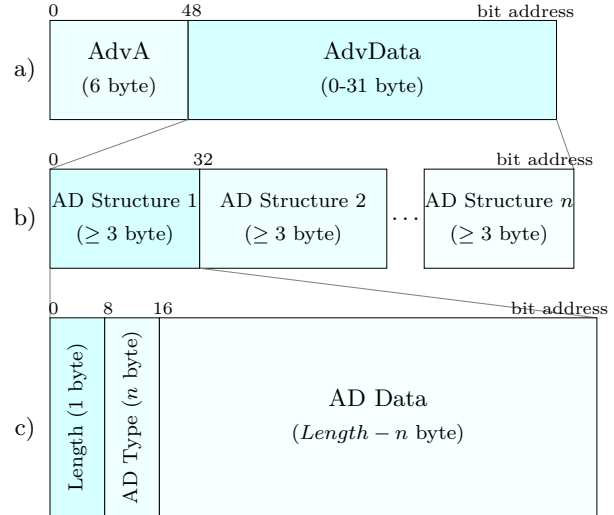 0 48 bit address
a) AdvA AdvData
(6 byte) (0-31 byte)
0 32 bit address
b) AD Structure 1 AD Structure 2 ... AD Structure n
(≥ 3 byte) (≥ 3 byte) (≥ 3 byte)
0 8 16 bit address
c)
Length (1 byte)
AD Type (n byte)
AD Data
(Length − n byte)